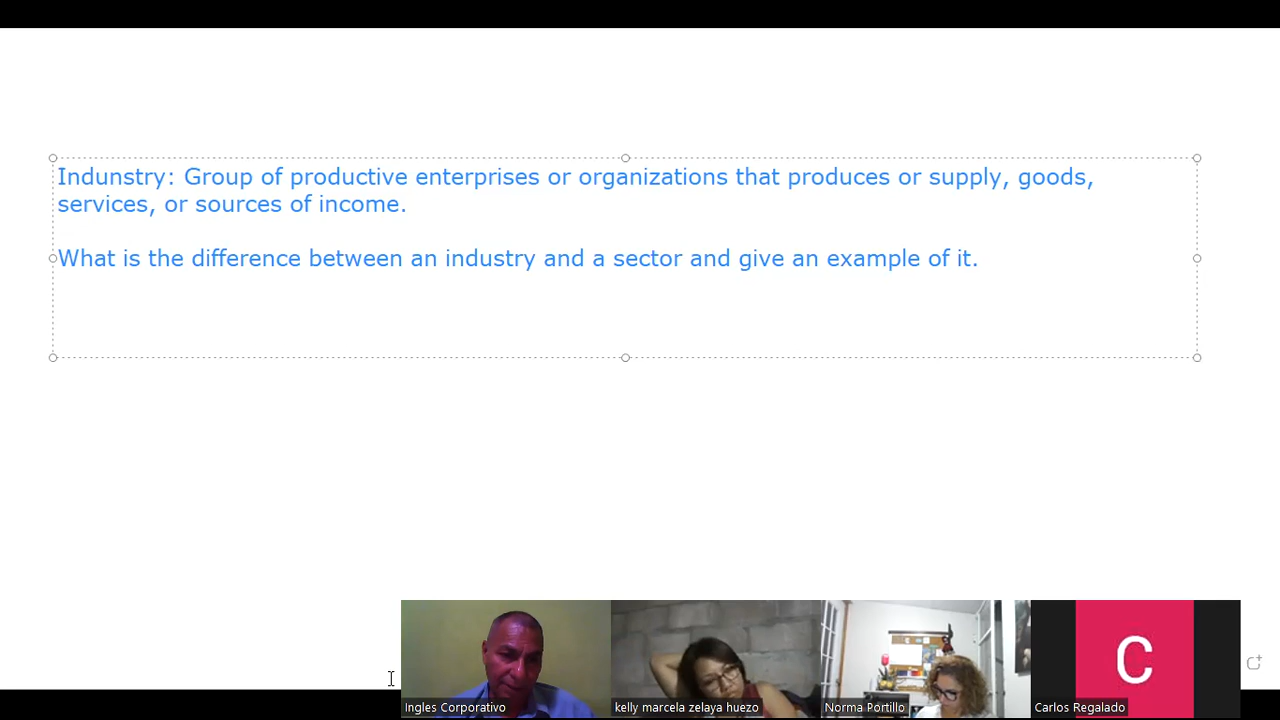 Indunstry: Group of productive enterprises or organizations that produces or supply, goods,
services, or sources of income.
What is the difference between an industry and a sector and give an example of it.
C
Ingles Corporativo
kelly marcela zelaya huezo
Norma Portillo
Carlos Regalado